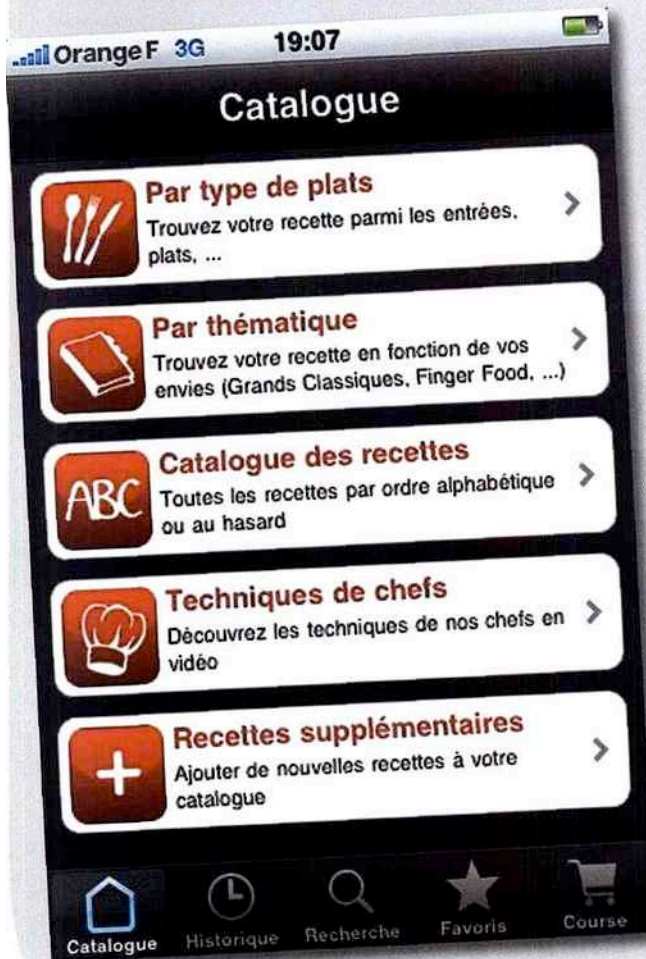 Orange F 3G 19:07
Catalogue
Par type de plats
Trouvez votre recette parmi les entrées,
plats, ...
Par thématique
Trouvez votre recette en fonction de vos
envies (Grands Classiques, Finger Food, ...)
ABC
Catalogue des recettes
Toutes les recettes par ordre alphabétique
ou au hasard
Techniques de chefs
Découvrez les techniques de nos chefs en
vidéo
Recettes supplémentaires
Ajouter de nouvelles recettes à votre
catalogue
Catalogue Historique Recherche Favoris Course